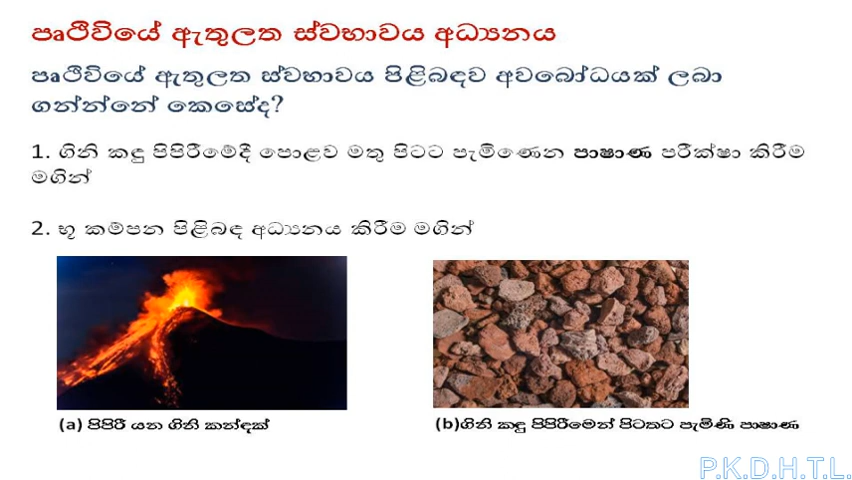 පෘථිවියේ ඇතුලත ස්වභාවය අධ්‍යනය
පෘථිවියේ ඇතුලත ස්වභාවය පිළිබඳව අවබෝධයක් ලබා
ගන්න්නේ කෙසේද?
1. ගිනි කඳු පිපිරීමේදී පොළව මතු පිටට පැමිණෙන පාෂාණ පරීක්ෂා කිරීම
මගින්
2. භූ කම්පන පිළිබඳ අධ්‍යනය කිරීම මගින්
(a) පිපිරී යන ගිනි කන්දක්
(b)ගිනි කඳු පිපිරීමෙන් පිටතට පැමිණි පාෂාණ
P.K.D.H.T.L.